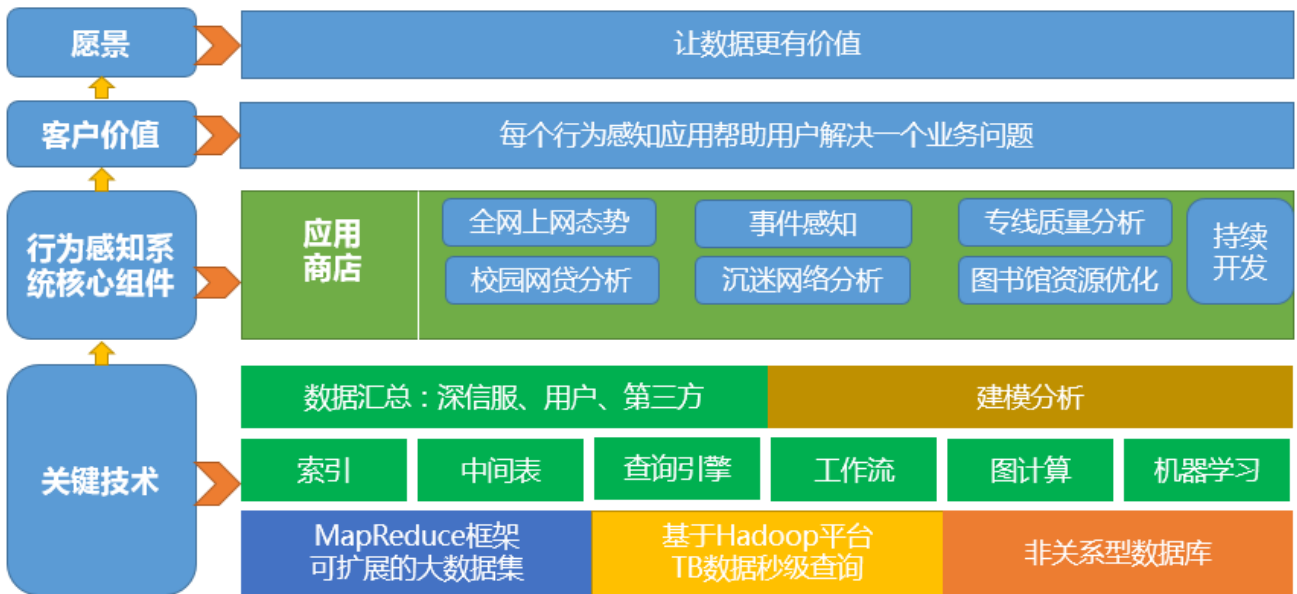 愿景
让数据更有价值
客户价值
每个行为感知应用帮助用户解决一个业务问题
行为感知系
统核心组件
应用
商店
全网上网态势
事件感知
专线质量分析
校园网贷分析
沉迷网络分析
图书馆资源优化
持续
开发
关键技术
数据汇总：深信服、用户、第三方
建模分析
索引
中间表
查询引擎
工作流
图计算
机器学习
MapReduce框架
可扩展的大数据集
基于Hadoop平台
TB数据秒级查询
非关系型数据库